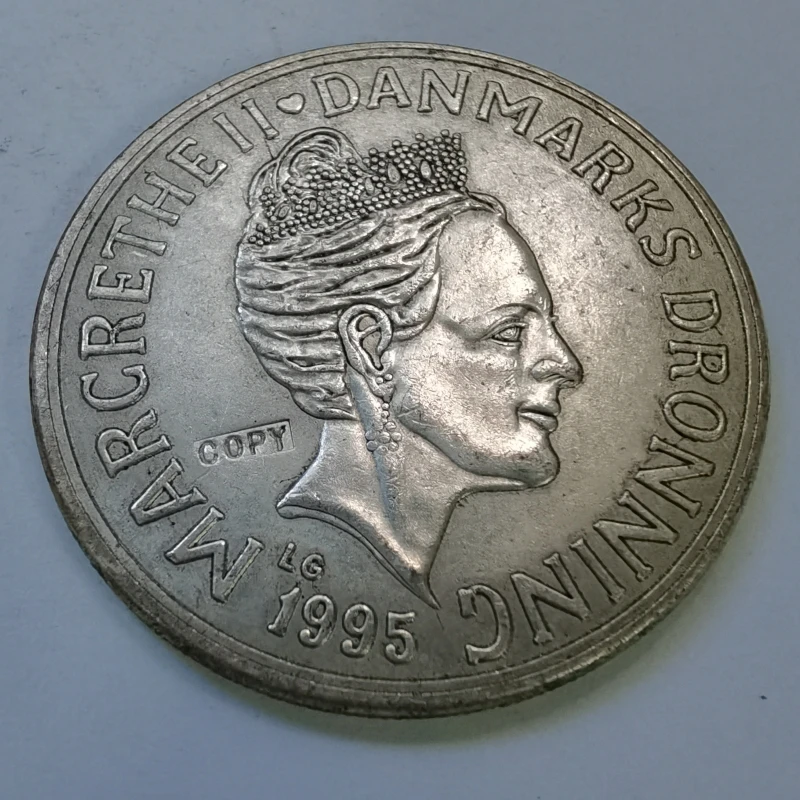 MARGRETHE II ♥ DANMARKS DRONNING
COPY
LG
1995